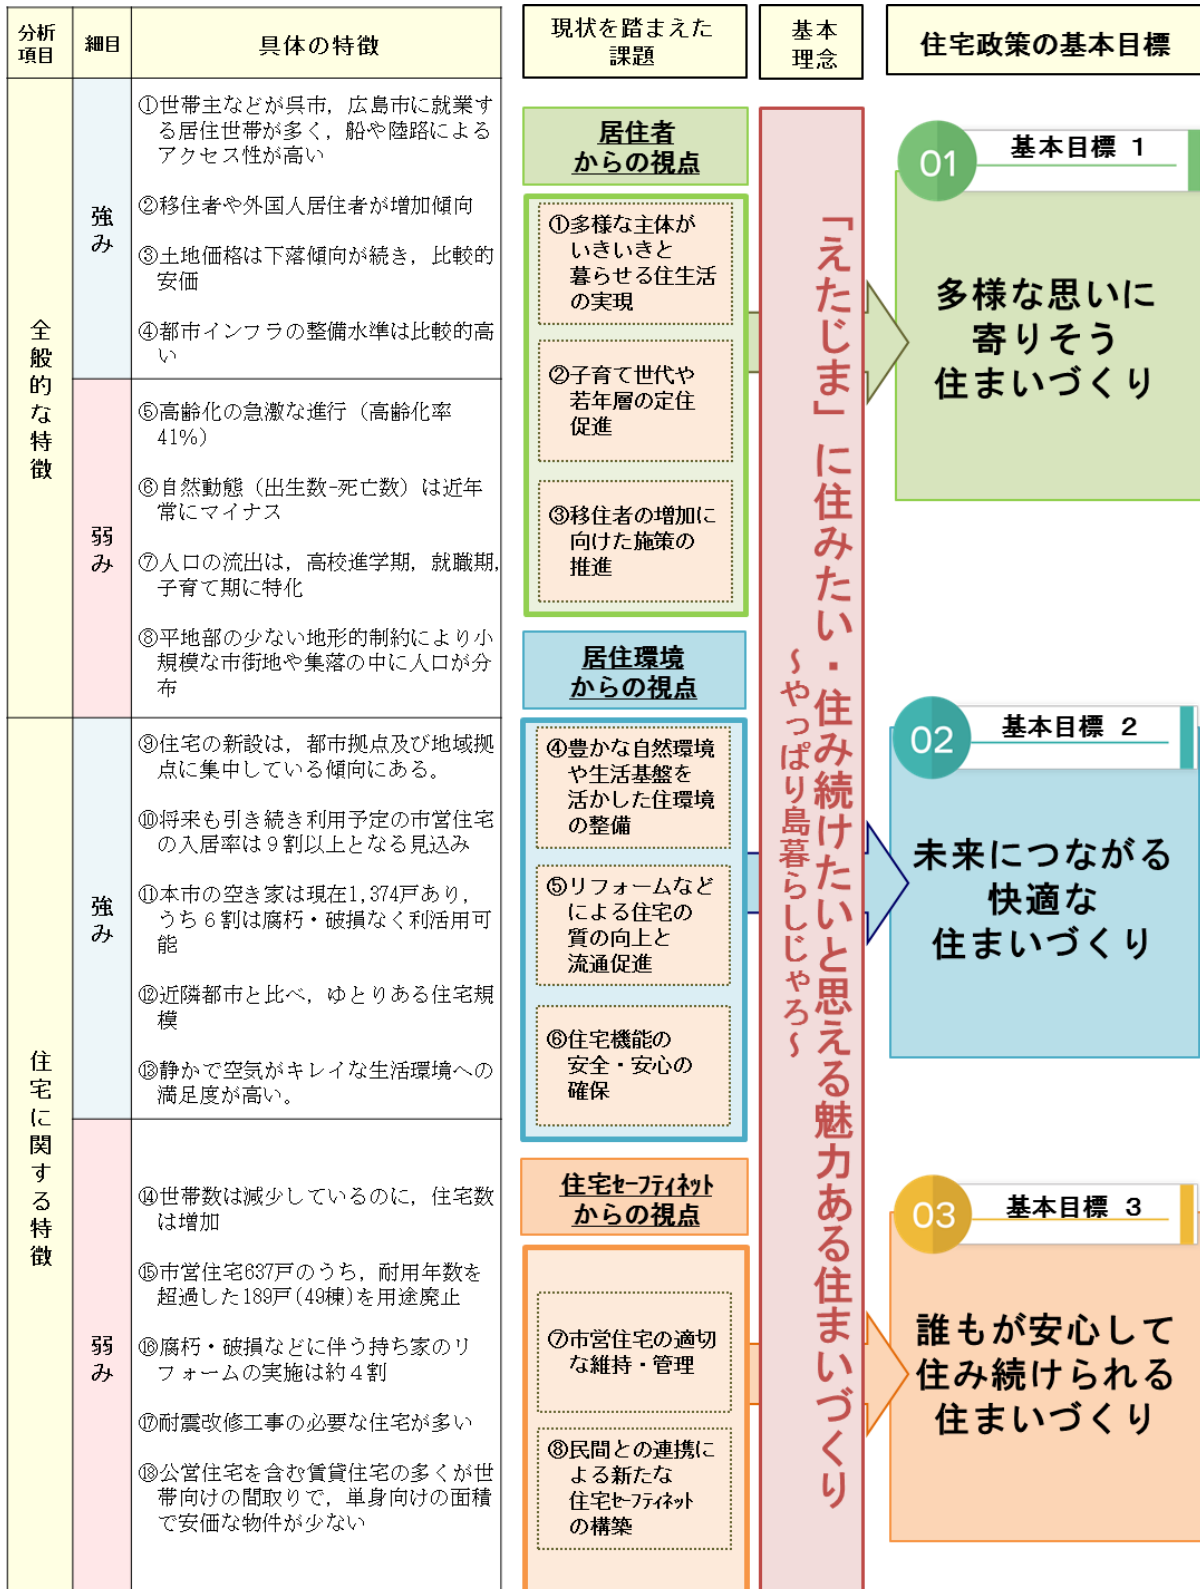 分析
項目
細目
具体の特徴
現状を踏まえた
課題
基本
理念
住宅政策の基本目標
全般的な特徴
強み
①世帯主などが呉市，広島市に就業す
る居住世帯が多く，船や陸路による
アクセス性が高い
②移住者や外国人居住者が増加傾向
③土地価格は下落傾向が続き，比較的
安価
④都市インフラの整備水準は比較的高
い
弱み
⑤高齢化の急激な進行（高齢化率
41%）
⑥自然動態（出生数-死亡数）は近年
常にマイナス
⑦人口の流出は，高校進学期，就職期，
子育て期に特化
⑧平地部の少ない地形的制約により小
規模な市街地や集落の中に人口が分
布
住宅に関する特徴
強み
⑨住宅の新設は，都市拠点及び地域拠
点に集中している傾向にある。
⑩将来も引き続き利用予定の市営住宅
の入居率は９割以上となる見込み
⑪本市の空き家は現在1,374戸あり，
うち６割は腐朽・破損なく利活用可
能
⑫近隣都市と比べ，ゆとりある住宅規
模
⑬静かで空気がキレイな生活環境への
満足度が高い。
弱み
⑭世帯数は減少しているのに，住宅数
は増加
⑮市営住宅637戸のうち，耐用年数を
超過した189戸(49棟)を用途廃止
⑯腐朽・破損などに伴う持ち家のリ
フォームの実施は約４割
⑰耐震改修工事の必要な住宅が多い
⑱公営住宅を含む賃貸住宅の多くが世
帯向けの間取りで，単身向けの面積
で安価な物件が少ない
居住者
からの視点
①多様な主体が
いきいきと
暮らせる住生活
の実現
②子育て世代や
若年層の定住
促進
③移住者の増加に
向けた施策の
推進
居住環境
からの視点
④豊かな自然環境
や生活基盤を
活かした住環境
の整備
⑤リフォームなど
による住宅の
質の向上と
流通促進
⑥住宅機能の
安全・安心の
確保
住宅ｾｰﾌﾃｨﾈｯﾄ
からの視点
⑦市営住宅の適切
な維持・管理
⑧民間との連携に
よる新たな
住宅ｾｰﾌﾃｨﾈｯﾄ
の構築
「えたじま」に住みたい・住み続けたいと思える魅力ある住まいづくり
～やっぱり島暮らしじゃろ～
01
基本目標 1
多様な思いに
寄りそう
住まいづくり
02
基本目標 2
未来につながる
快適な
住まいづくり
03
基本目標 3
誰もが安心して
住み続けられる
住まいづくり